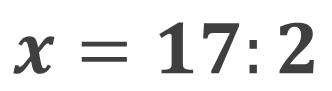 x = 17: 2